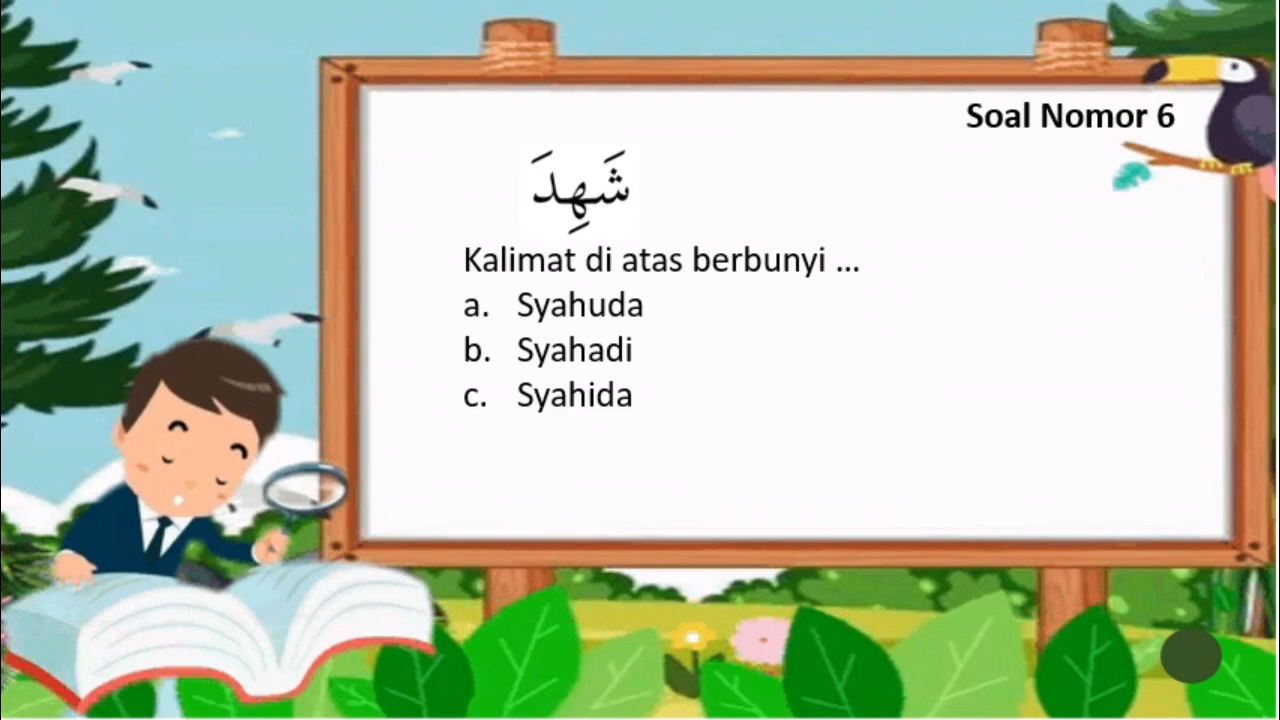 Soal Nomor 6
شَهِدَ
Kalimat di atas berbunyi ...
a. Syahuda
b. Syahadi
c. Syahida